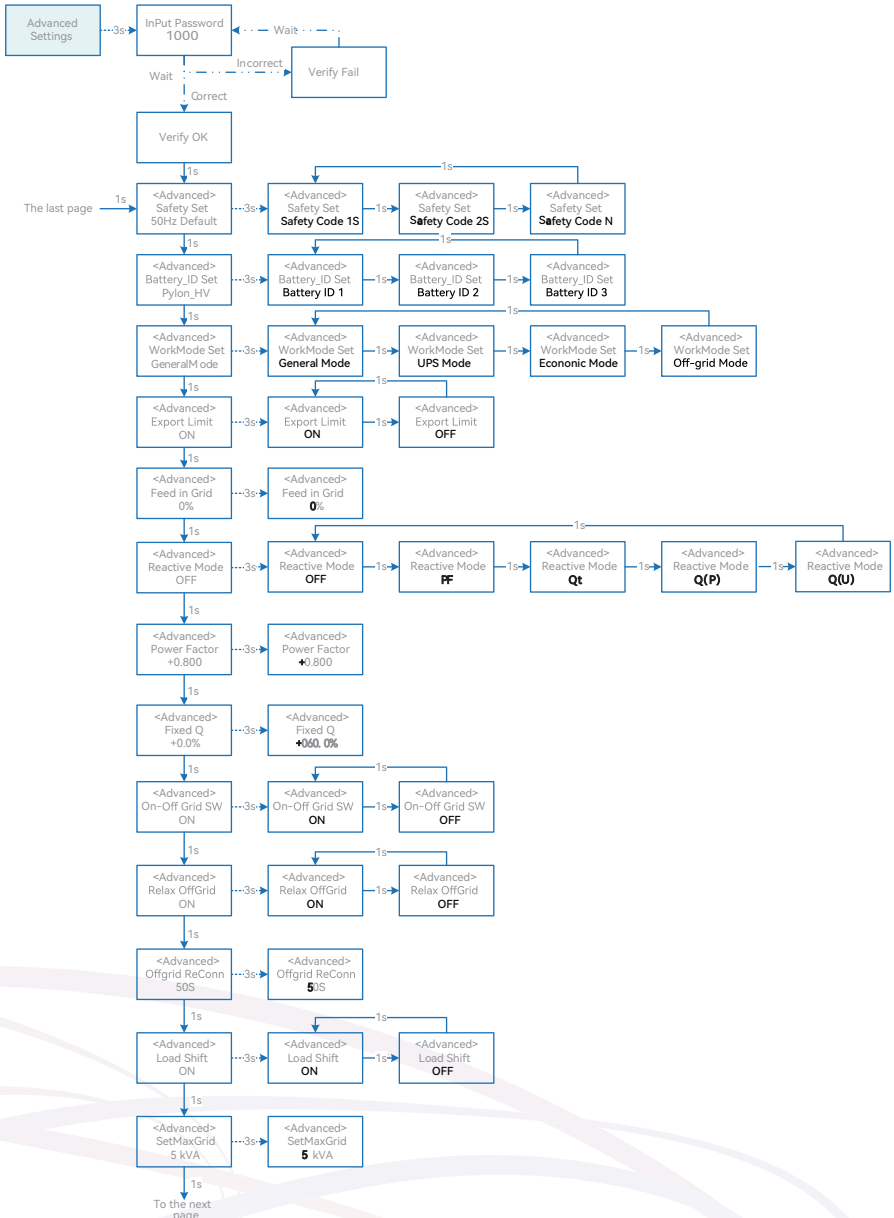 Advanced
Settings
3s
InPut Password
1000
Wait
Incorrect
Wait
Verify Fail
Correct
Verify OK
1s
1s
1s
The last page
<Advanced>
Safety Set
50Hz Default
3s
<Advanced>
Safety Set
Safety Code 1S
1s
<Advanced>
Safety Set
Safety Code 2S
1s
<Advanced>
Safety Set
Safety Code N
1s
1s
<Advanced>
Battery_ID Set
Pylon_HV
3s
<Advanced>
Battery_ID Set
Battery ID 1
1s
<Advanced>
Battery_ID Set
Battery ID 2
1s
<Advanced>
Battery_ID Set
Battery ID 3
1s
1s
<Advanced>
WorkMode Set
GeneralMode
3s
<Advanced>
WorkMode Set
General Mode
1s
<Advanced>
WorkMode Set
UPS Mode
1s
<Advanced>
WorkMode Set
Econonic Mode
1s
<Advanced>
WorkMode Set
Off-grid Mode
1s
1s
<Advanced>
Export Limit
ON
3s
<Advanced>
Export Limit
ON
1s
<Advanced>
Export Limit
OFF
1s
<Advanced>
Feed in Grid
0%
3s
<Advanced>
Feed in Grid
0%
1s
1s
<Advanced>
Reactive Mode
OFF
3s
<Advanced>
Reactive Mode
OFF
1s
<Advanced>
Reactive Mode
PF
1s
<Advanced>
Reactive Mode
Qt
1s
<Advanced>
Reactive Mode
Q(P)
1s
<Advanced>
Reactive Mode
Q(U)
1s
<Advanced>
Power Factor
+0.800
3s
<Advanced>
Power Factor
+0.800
1s
<Advanced>
Fixed Q
+0.0%
3s
<Advanced>
Fixed Q
+060.0%
1s
1s
<Advanced>
On-Off Grid SW
ON
3s
<Advanced>
On-Off Grid SW
ON
1s
<Advanced>
On-Off Grid SW
OFF
1s
1s
<Advanced>
Relax OffGrid
ON
3s
<Advanced>
Relax OffGrid
ON
1s
<Advanced>
Relax OffGrid
OFF
1s
<Advanced>
Offgrid ReConn
50S
3s
<Advanced>
Offgrid ReConn
50S
1s
1s
<Advanced>
Load Shift
ON
3s
<Advanced>
Load Shift
ON
1s
<Advanced>
Load Shift
OFF
1s
<Advanced>
SetMaxGrid
5 kVA
3s
<Advanced>
SetMaxGrid
5 kVA
1s
To the next
page